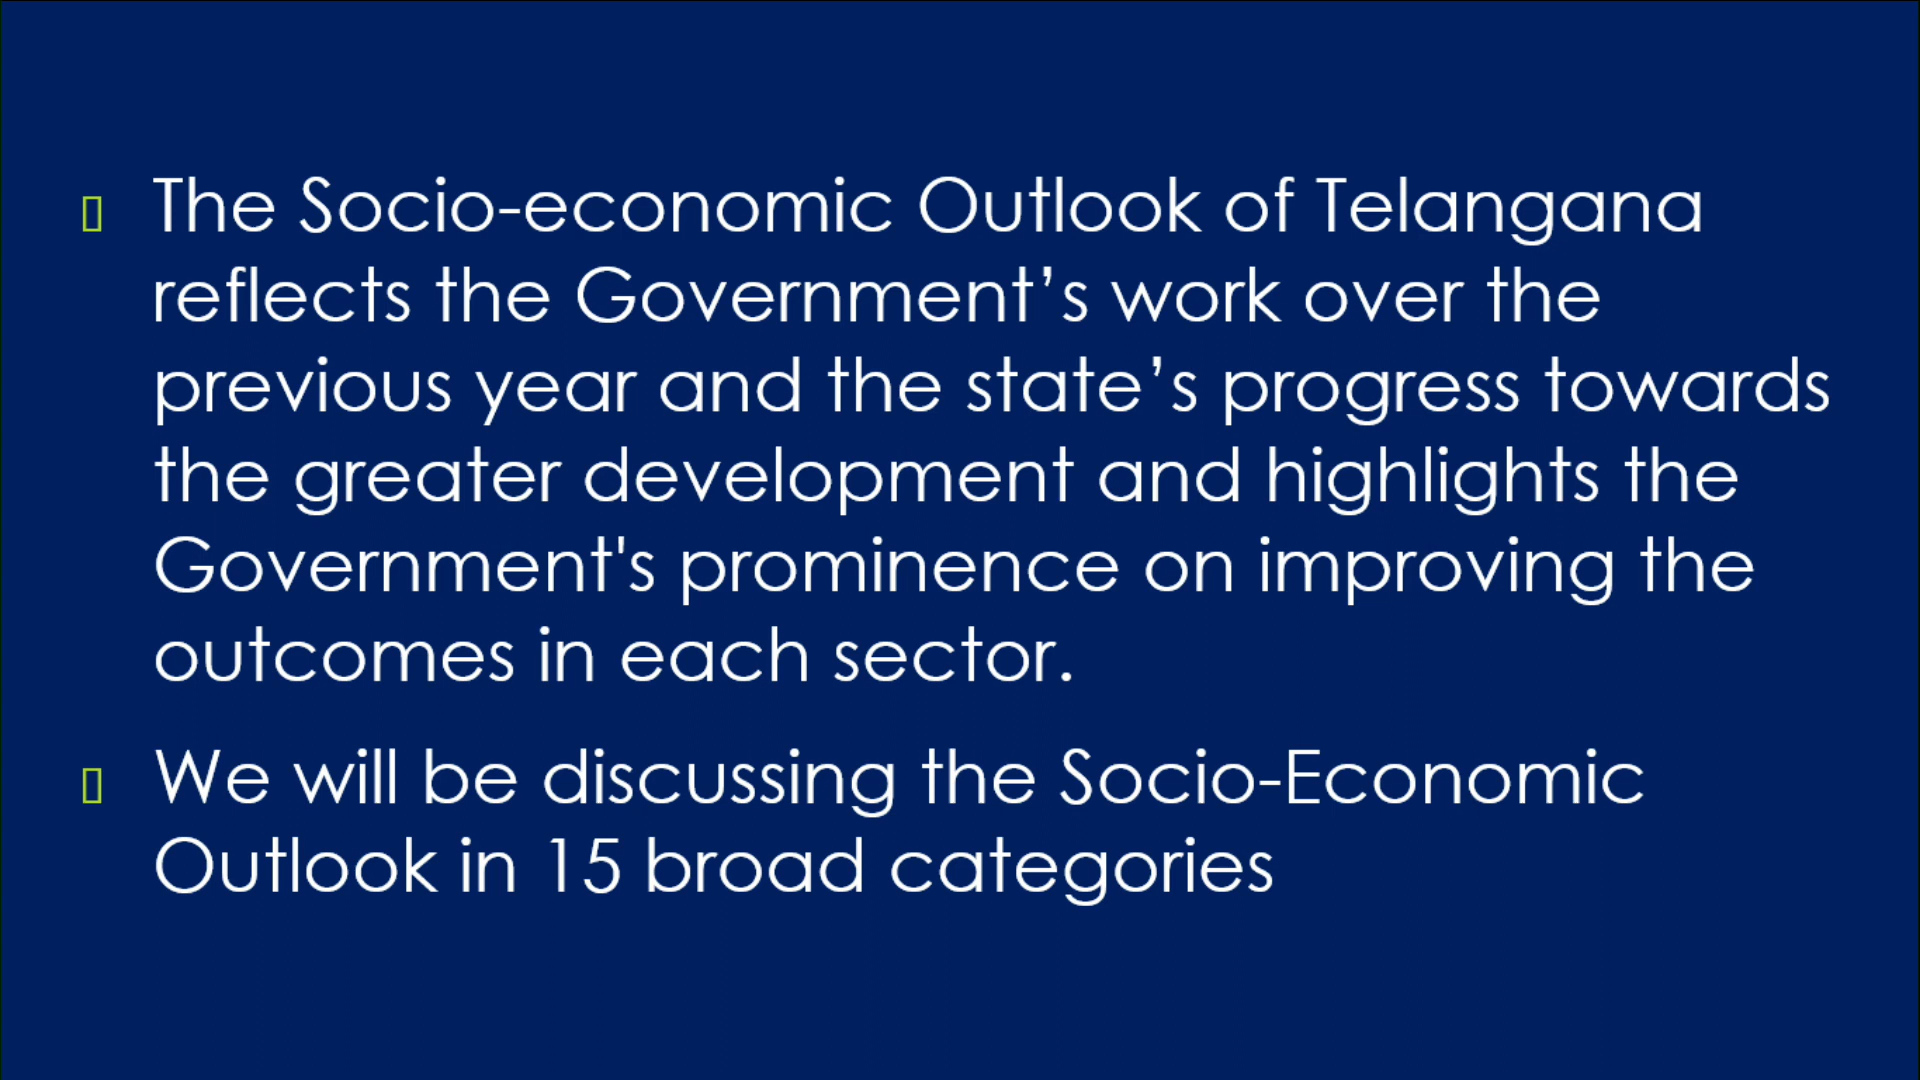 The Socio-economic Outlook of Telangana
reflects the Government’s work over the
previous year and the state’s progress towards
the greater development and highlights the
Government's prominence on improving the
outcomes in each sector.
We will be discussing the Socio-Economic
Outlook in 15 broad categories